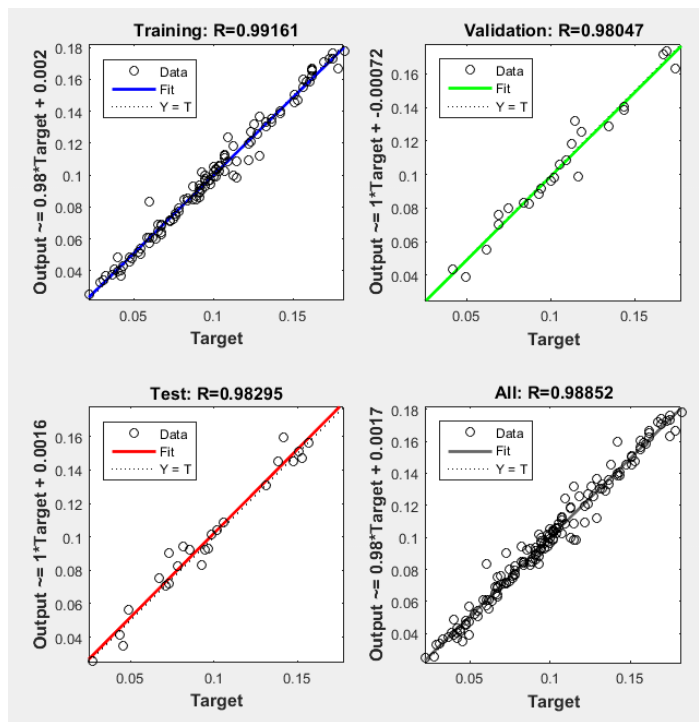 Training: R=0.99161
Output ~= 0.98*Target + 0.002
0.18
0.16
0.14
0.12
0.1
0.08
0.06
0.04
Data
Fit
Y = T
0.05
0.1
0.15
Target
Validation: R=0.98047
Output ~= 1*Target + -0.00072
0.16
0.14
0.12
0.1
0.08
0.06
0.04
Data
Fit
Y = T
0.05
0.1
0.15
Target
Test: R=0.98295
Output ~= 1*Target + 0.0016
0.16
0.14
0.12
0.1
0.08
0.06
0.04
Data
Fit
Y = T
0.05
0.1
0.15
Target
All: R=0.98852
Output ~= 0.98*Target + 0.0017
0.18
0.16
0.14
0.12
0.1
0.08
0.06
0.04
Data
Fit
Y = T
0.05
0.1
0.15
Target